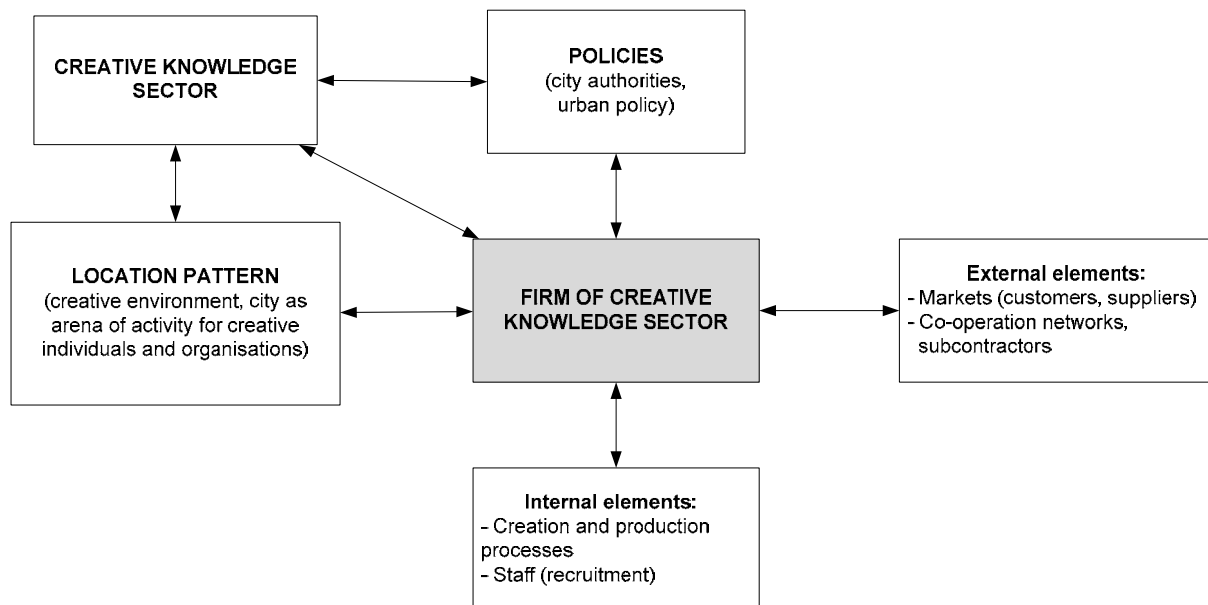 CREATIVE KNOWLEDGE
SECTOR
POLICIES
(city authorities,
urban policy)
LOCATION PATTERN
(creative environment, city as
arena of activity for creative
individuals and organisations)
FIRM OF CREATIVE
KNOWLEDGE SECTOR
External elements:
- Markets (customers, suppliers)
- Co-operation networks,
subcontractors
Internal elements:
- Creation and production
processes
- Staff (recruitment)